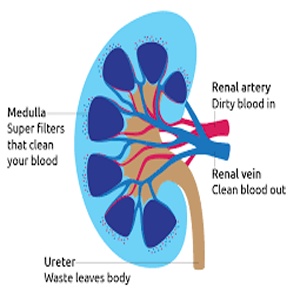 Medulla
Super filters
that clean
your blood
Renal artery
Dirty blood in
Renal vein
Clean blood out
Ureter
Waste leaves body